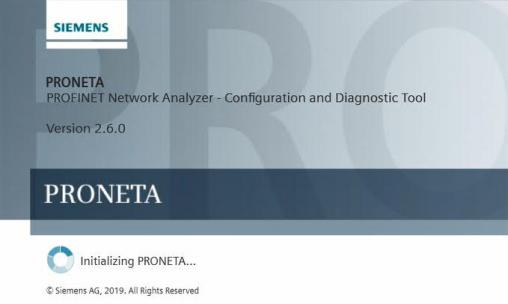 SIEMENS
PRONETA
PROFINET Network Analyzer - Configuration and Diagnostic Tool
Version 2.6.0
PRONETA
Initializing PRONETA...
© Siemens AG, 2019. All Rights Reserved